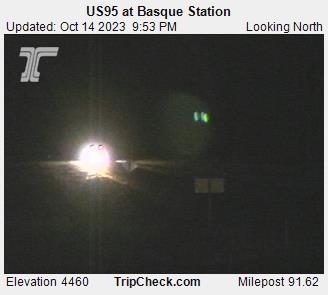 US95 at Basque Station
Updated: Oct 14 2023 9:53 PM Looking North
Elevation 4460 TripCheck.com Milepost 91.62